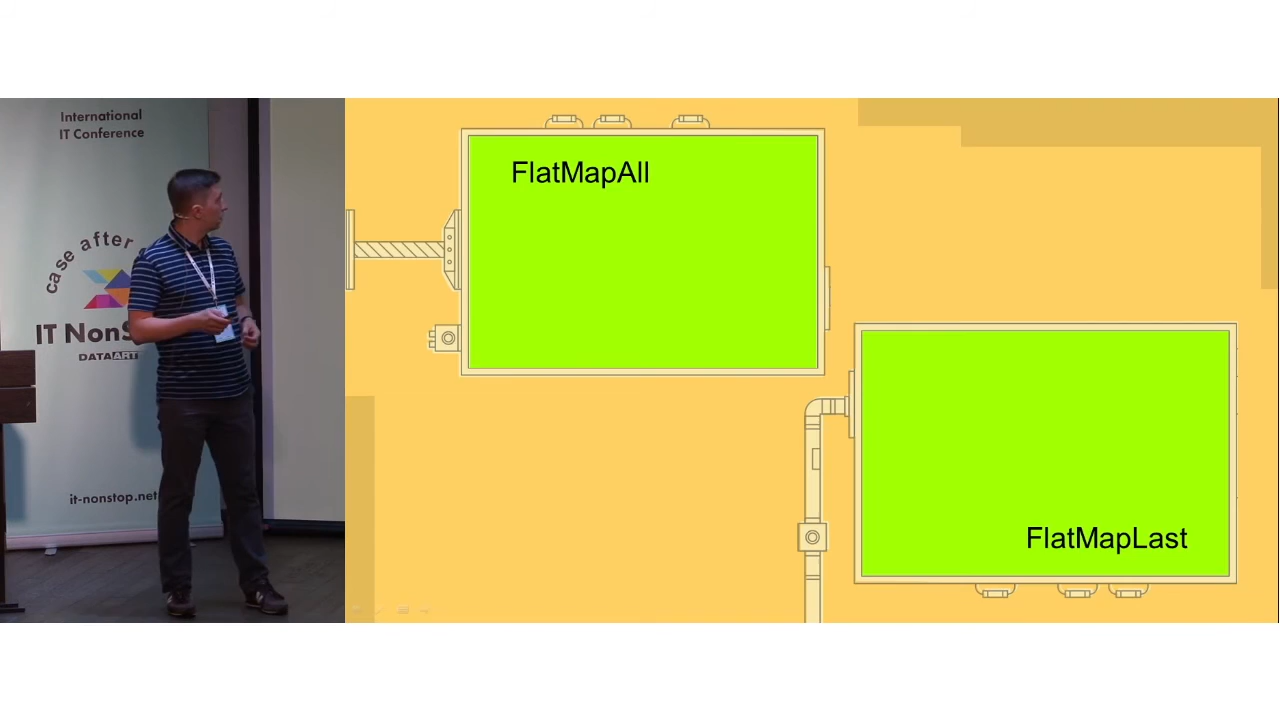 International
IT Conference
case after
IT NonS
DATAART
it-nonstop.net
FlatMapAll
FlatMapLast